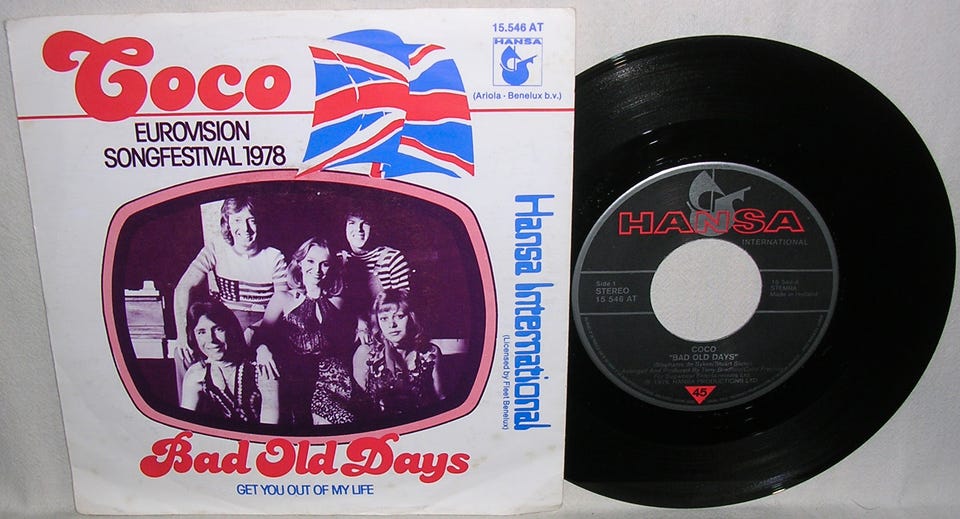 Coco
EUROVISION
SONGFESTIVAL 1978
15.546 AT
HANSA
(Ariola - Benelux b.v.)
Hansa International
(Licensed by Fleet Benelux)
Bad Old Days
GET YOU OUT OF MY LIFE
HANSA
INTERNATIONAL
Side 1
STEREO
15 546 AT
STEMRA
Made in Holland
COCO
"BAD OLD DAYS"
45